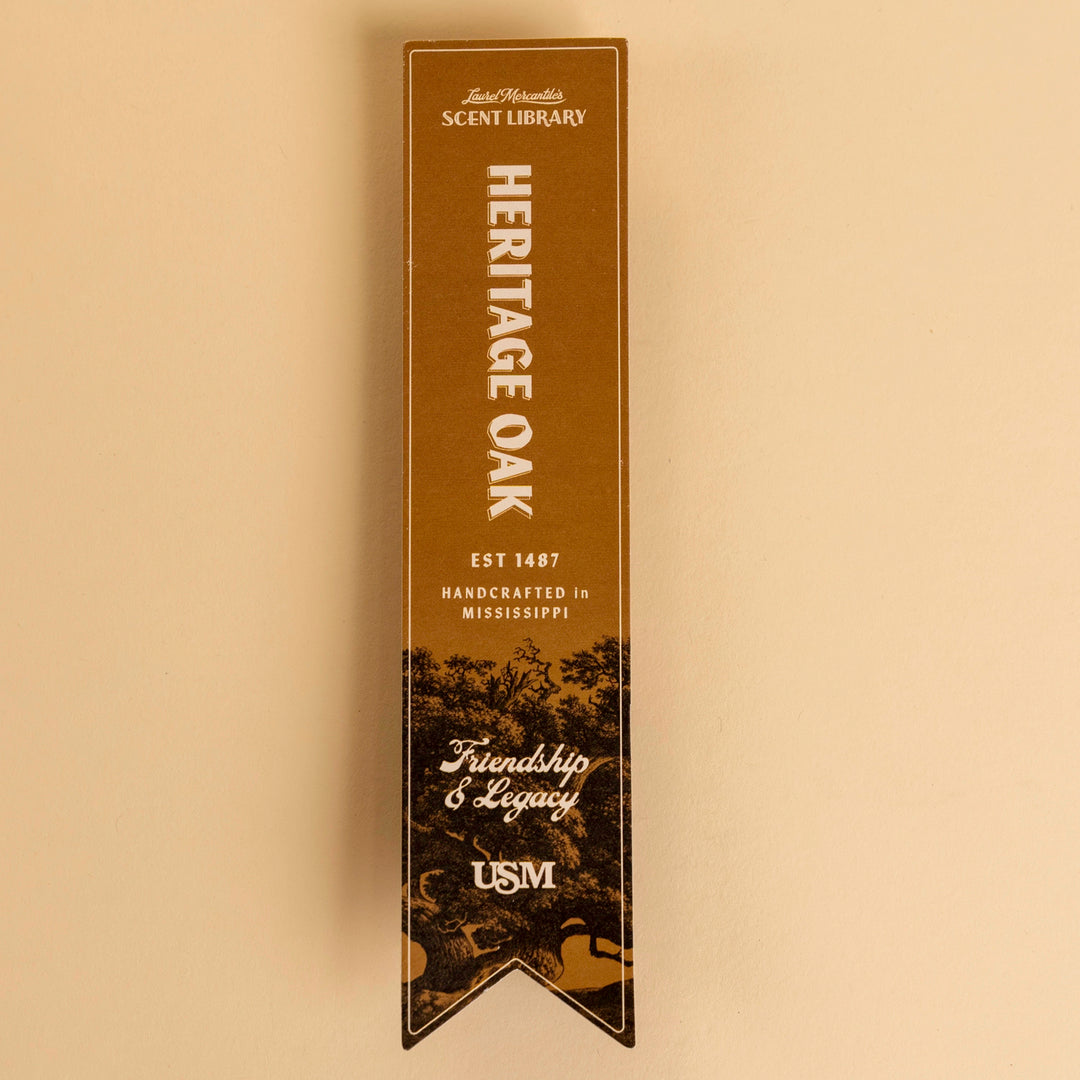 Laurel Mercantile's
SCENT LIBRARY
HERITAGE OAK
EST 1487
HANDCRAFTED in
MISSISSIPPI
Friendship
& Legacy
USM